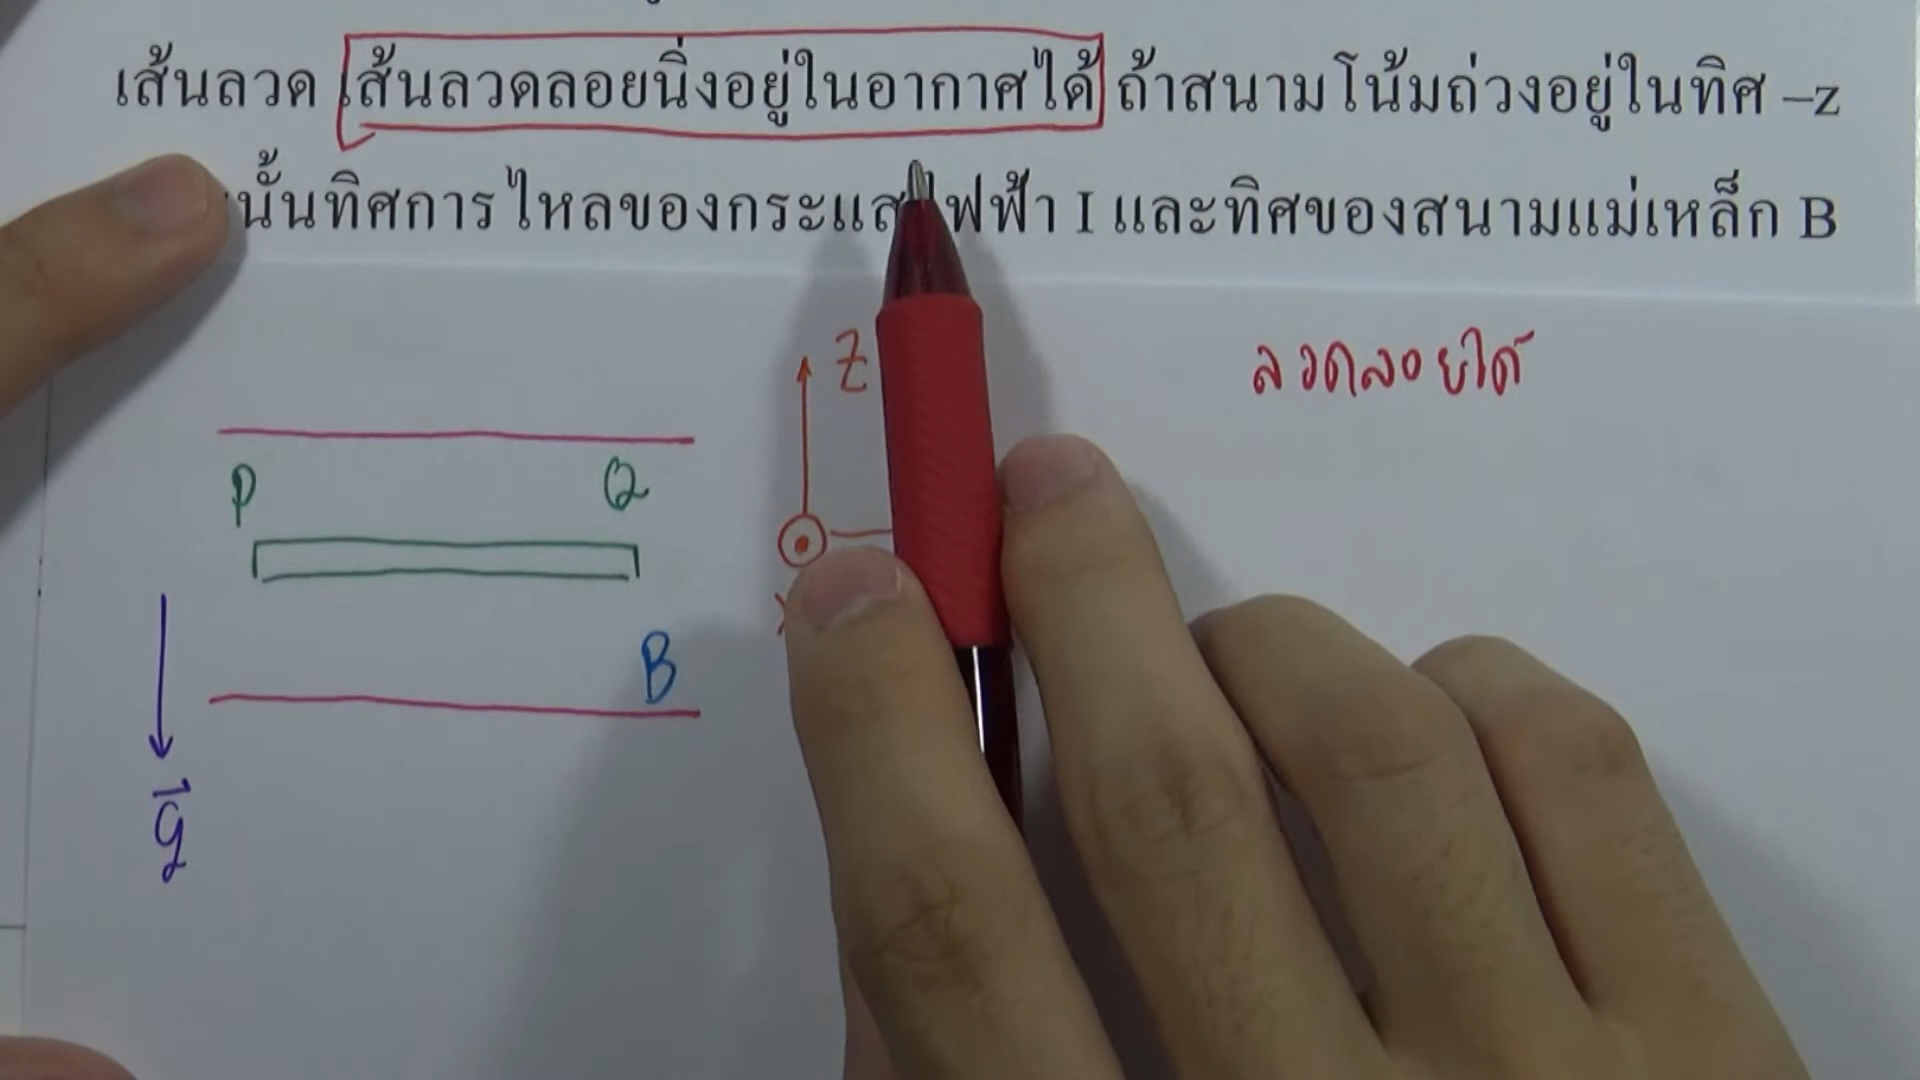 เส้นลวด เส้นลวดลอยนิ่งอยู่ในอากาศได้ ถ้าสนามโน้มถ่วงอยู่ในทิศ –z
นั้นทิศการไหลของกระแสไฟฟ้า I และทิศของสนามแม่เหล็ก B
Z
ลวดลอยได้
P Q
B
g